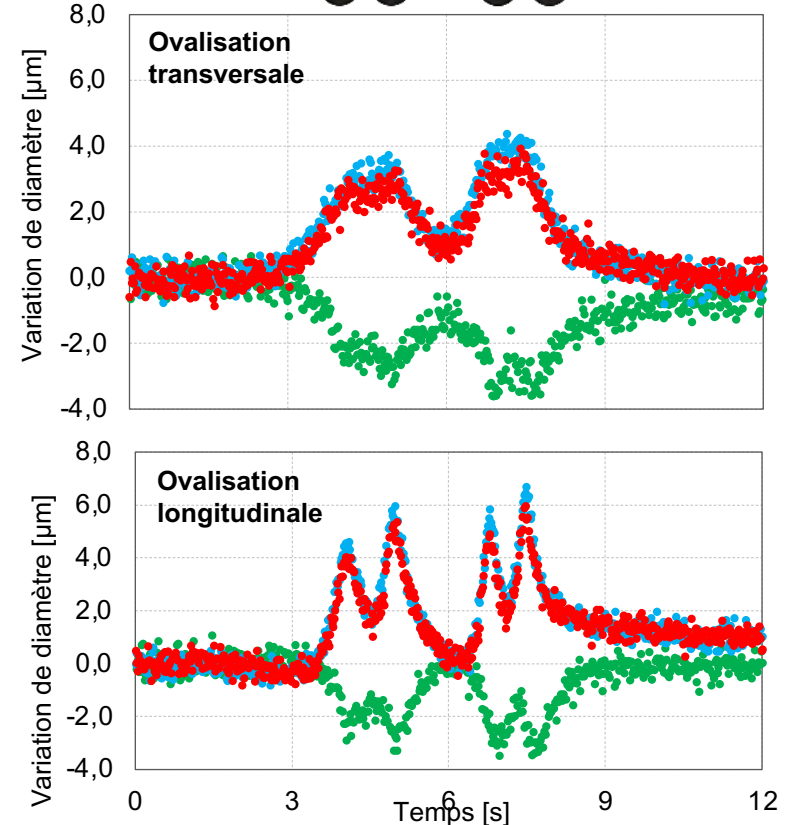 8,0
Ovalisation
transversale
6,0
4,0
2,0
0,0
-2,0
-4,0
Variation de diamètre [µm]
8,0
Ovalisation
longitudinale
6,0
4,0
2,0
0,0
-2,0
-4,0
Variation de diamètre [µm]
0 3 6 9 12
Temps [s]